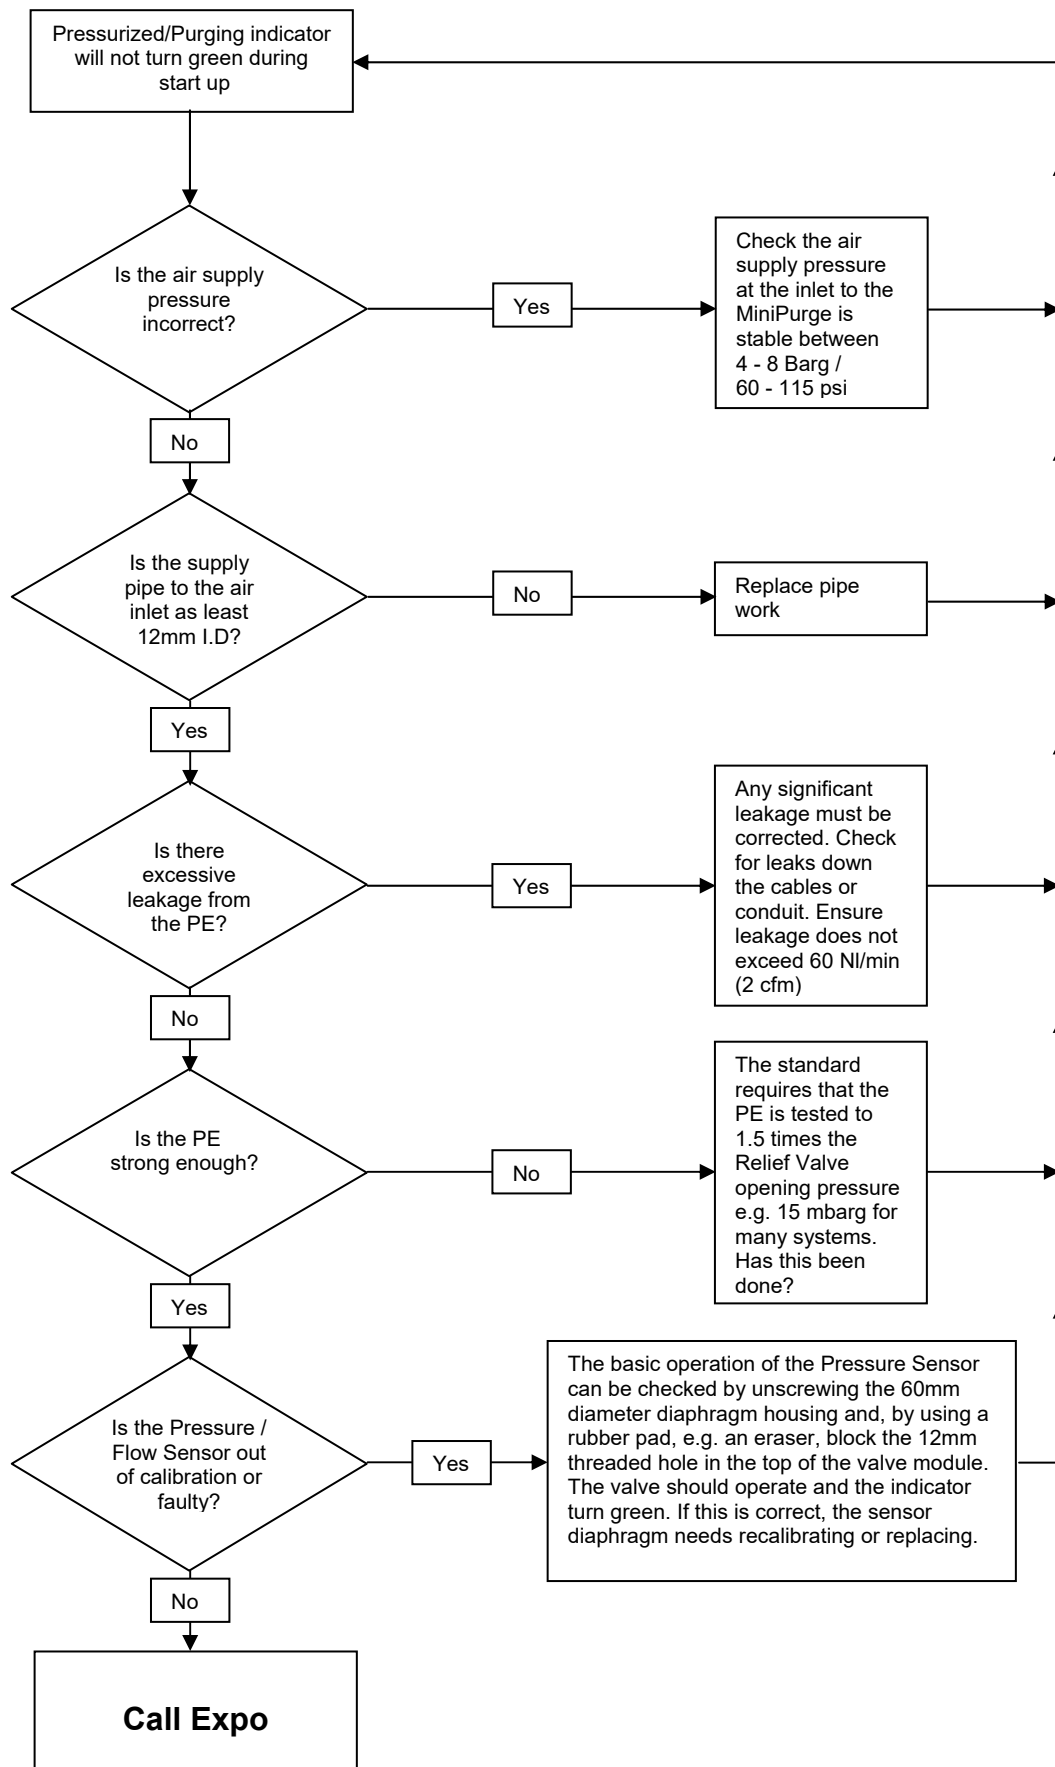 Pressurized/Purging indicator
will not turn green during
start up
Is the air supply
pressure
incorrect?
Yes
Check the air
supply pressure
at the inlet to the
MiniPurge is
stable between
4 - 8 Barg /
60 - 115 psi
No
Is the supply
pipe to the air
inlet as least
12mm I.D?
No
Replace pipe
work
Yes
Is there
excessive
leakage from
the PE?
Yes
Any significant
leakage must be
corrected. Check
for leaks down
the cables or
conduit. Ensure
leakage does not
exceed 60 Nl/min
(2 cfm)
No
Is the PE
strong enough?
No
The standard
requires that the
PE is tested to
1.5 times the
Relief Valve
opening pressure
e.g. 15 mbarg for
many systems.
Has this been
done?
Yes
Is the Pressure /
Flow Sensor out
of calibration or
faulty?
Yes
The basic operation of the Pressure Sensor
can be checked by unscrewing the 60mm
diameter diaphragm housing and, by using a
rubber pad, e.g. an eraser, block the 12mm
threaded hole in the top of the valve module.
The valve should operate and the indicator
turn green. If this is correct, the sensor
diaphragm needs recalibrating or replacing.
No
Call Expo